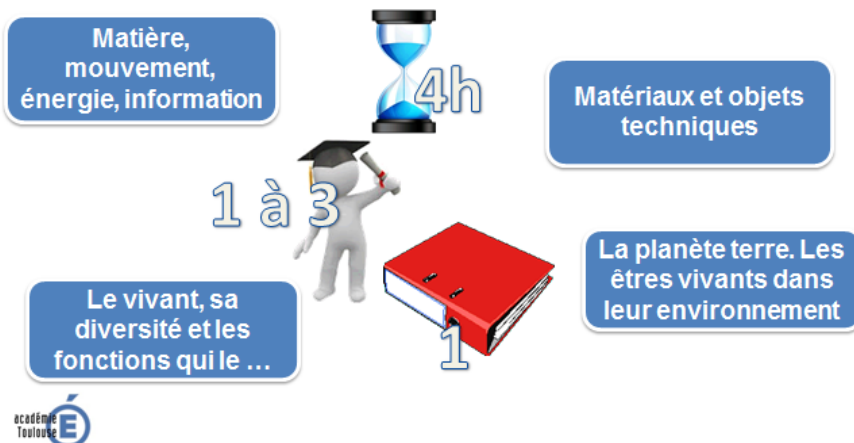 Matière,
mouvement,
énergie, information
4h
Matériaux et objets
techniques
1 à 3
La planète terre. Les
êtres vivants dans
leur environnement
Le vivant, sa
diversité et les
fonctions qui le ...
1
académie
Toulouse
É